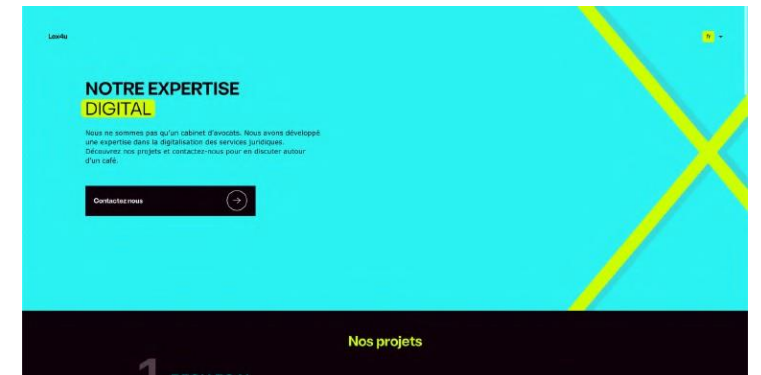 Lex4u
fr
NOTRE EXPERTISE
DIGITAL
Nous ne sommes pas qu'un cabinet d'avocats. Nous avons développé
une expertise dans la digitalisation des services juridiques.
Découvrez nos projets et contactez-nous pour en discuter autour
d'un café.
Contactez nous
Nos projets
1